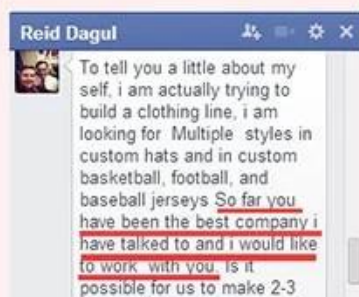 Reid Dagul
To tell you a little about my
self, i am actually trying to
build a clothing line, i am
looking for Multiple styles in
custom hats and in custom
basketball, football, and
baseball jerseys So far you
have been the best company i
have talked to and i would like
to work with you. Is it
possible for us to make 2-3